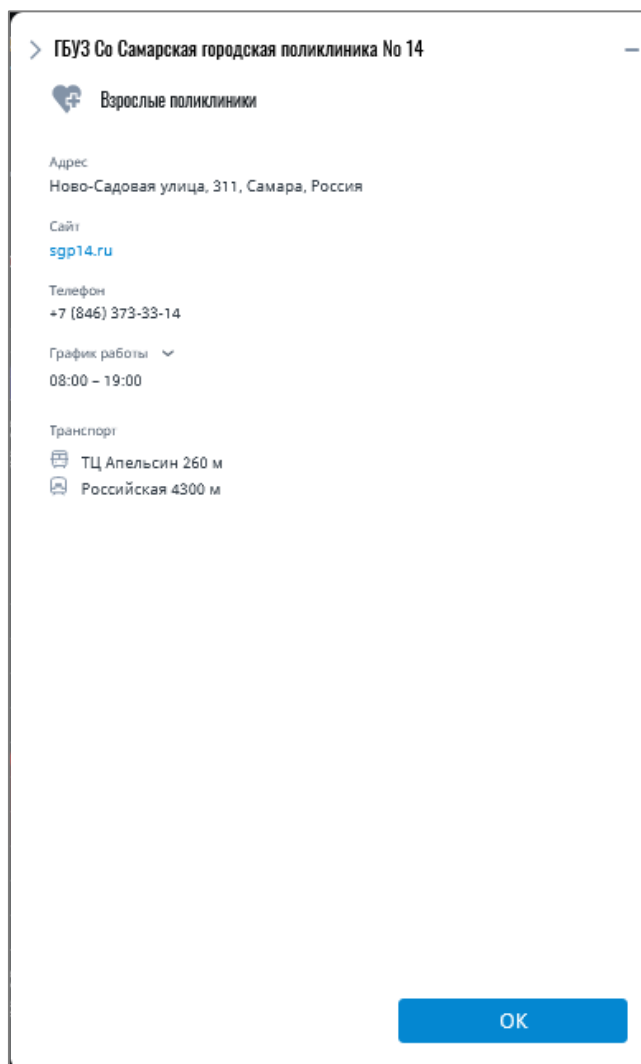 ГБУЗ Со Самарская городская поликлиника No 14
Взрослые поликлиники
Адрес
Ново-Садовая улица, 311, Самара, Россия
Сайт
sgp14.ru
Телефон
+7 (846) 373-33-14
График работы
08:00 – 19:00
Транспорт
ТЦ Апельсин 260 м
Российская 4300 м
ОК